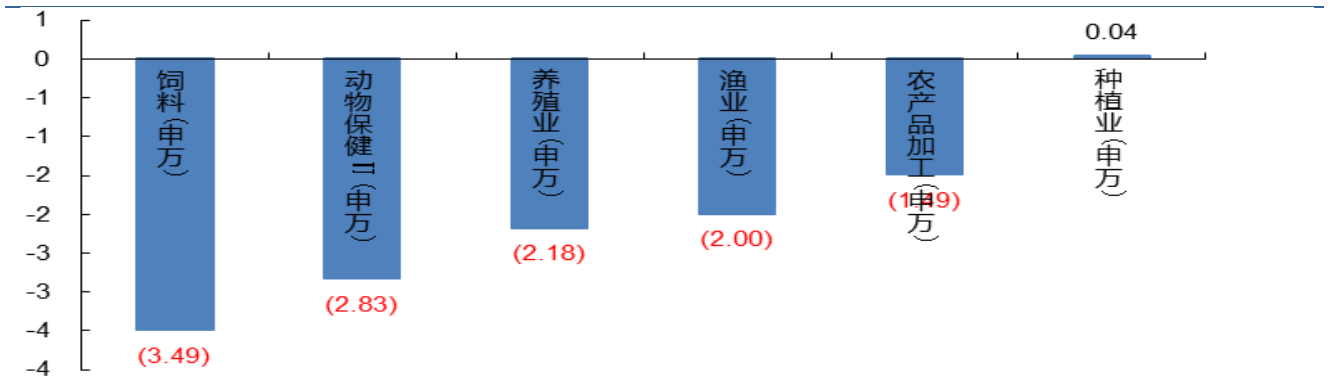 1
0
-1
-1
-2
-2
-3
-3
-4
-4
饲料(申万)
(3.49)
动物保健Ⅱ(申万)
(2.83)
养殖业(申万)
(2.18)
渔业(申万)
(2.00)
农产品加工(申万)
(1.49)
0.04
种植业(申万)